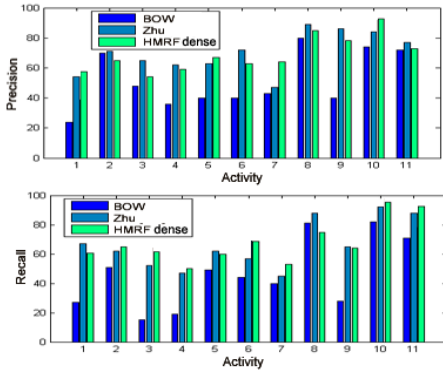 100
BOW
Zhu
HMRF dense
80
60
40
20
0
Precision
1 2 3 4 5 6 7 8 9 10 11
Activity
100
BOW
Zhu
HMRF dense
80
60
40
20
0
Recall
1 2 3 4 5 6 7 8 9 10 11
Activity